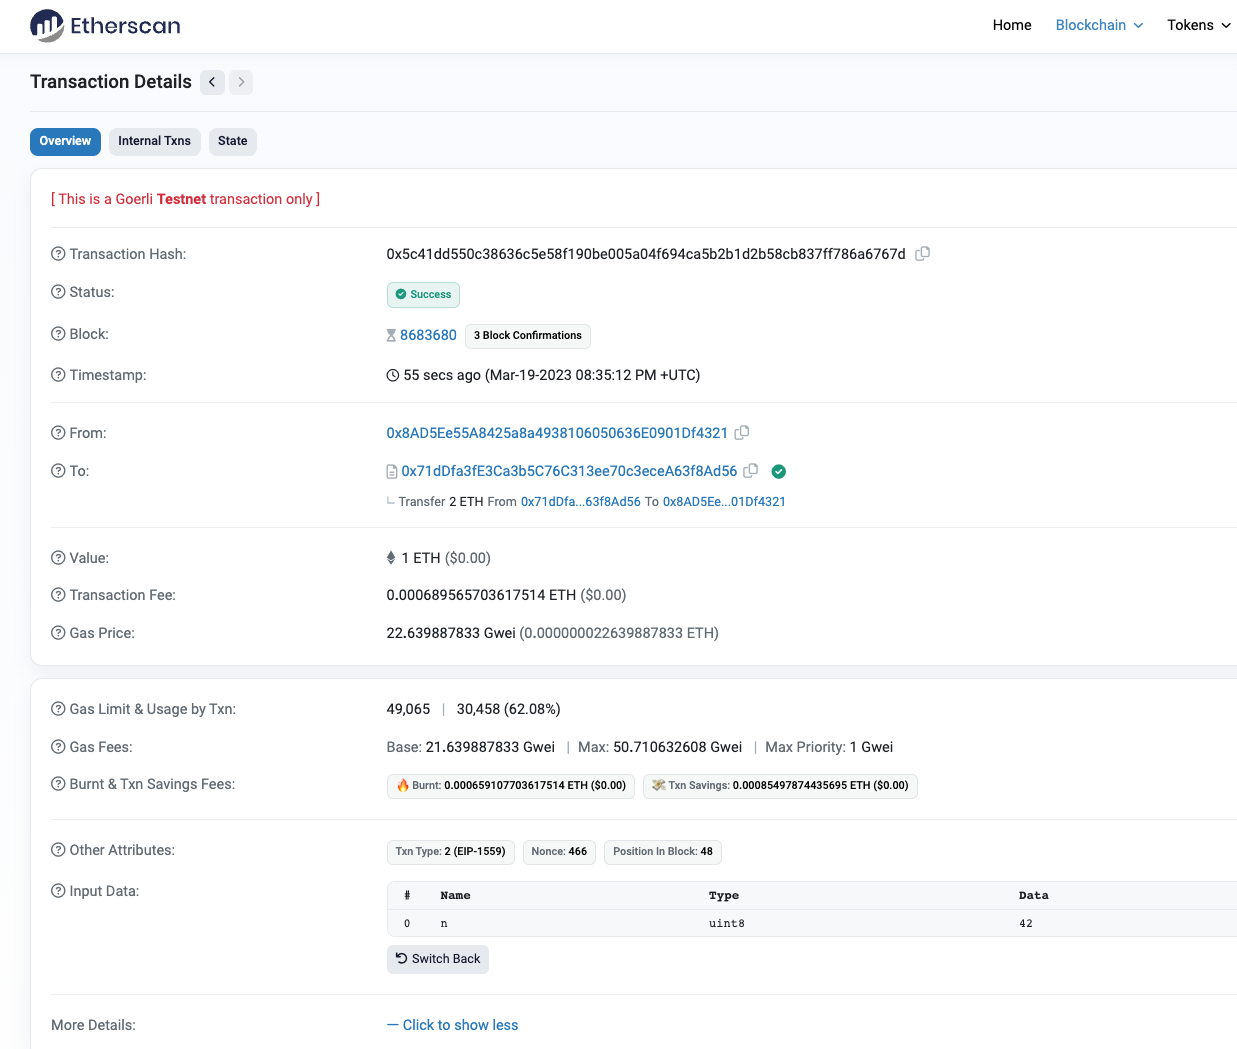 Etherscan
Home Blockchain Tokens
Transaction Details
Overview Internal Txns State
[ This is a Goerli Testnet transaction only ]
Transaction Hash: 0x5c41dd550c38636c5e58f190be005a04f694ca5b2b1d2b58cb837ff786a6767d
Status: Success
Block: 8683680 3 Block Confirmations
Timestamp: 55 secs ago (Mar-19-2023 08:35:12 PM +UTC)
From: 0x8AD5Ee55A8425a8a4938106050636E0901Df4321
To: 0x71dDfa3fE3Ca3b5C76C313ee70c3eceA63f8Ad56
Transfer 2 ETH From 0x71dDfa...63f8Ad56 To 0x8AD5Ee...01Df4321
Value: 1 ETH ($0.00)
Transaction Fee: 0.000689565703617514 ETH ($0.00)
Gas Price: 22.639887833 Gwei (0.000000022639887833 ETH)
Gas Limit & Usage by Txn: 49,065 | 30,458 (62.08%)
Gas Fees: Base: 21.639887833 Gwei | Max: 50.710632608 Gwei | Max Priority: 1 Gwei
Burnt & Txn Savings Fees: Burnt: 0.000659107703617514 ETH ($0.00) Txn Savings: 0.00085497874435695 ETH ($0.00)
Other Attributes: Txn Type: 2 (EIP-1559) Nonce: 466 Position In Block: 48
Input Data:
# Name Type Data
0 n uint8 42
Switch Back
More Details: — Click to show less